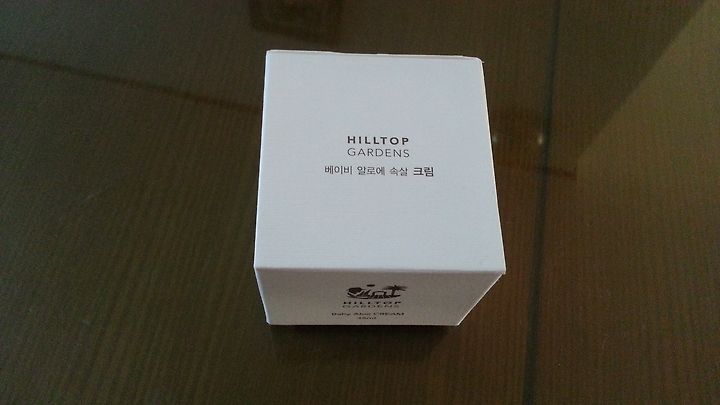 HILLTOP
GARDENS
베이비 알로에 속살 크림
HILLTOP
GARDENS
Baby Aloe CREAM